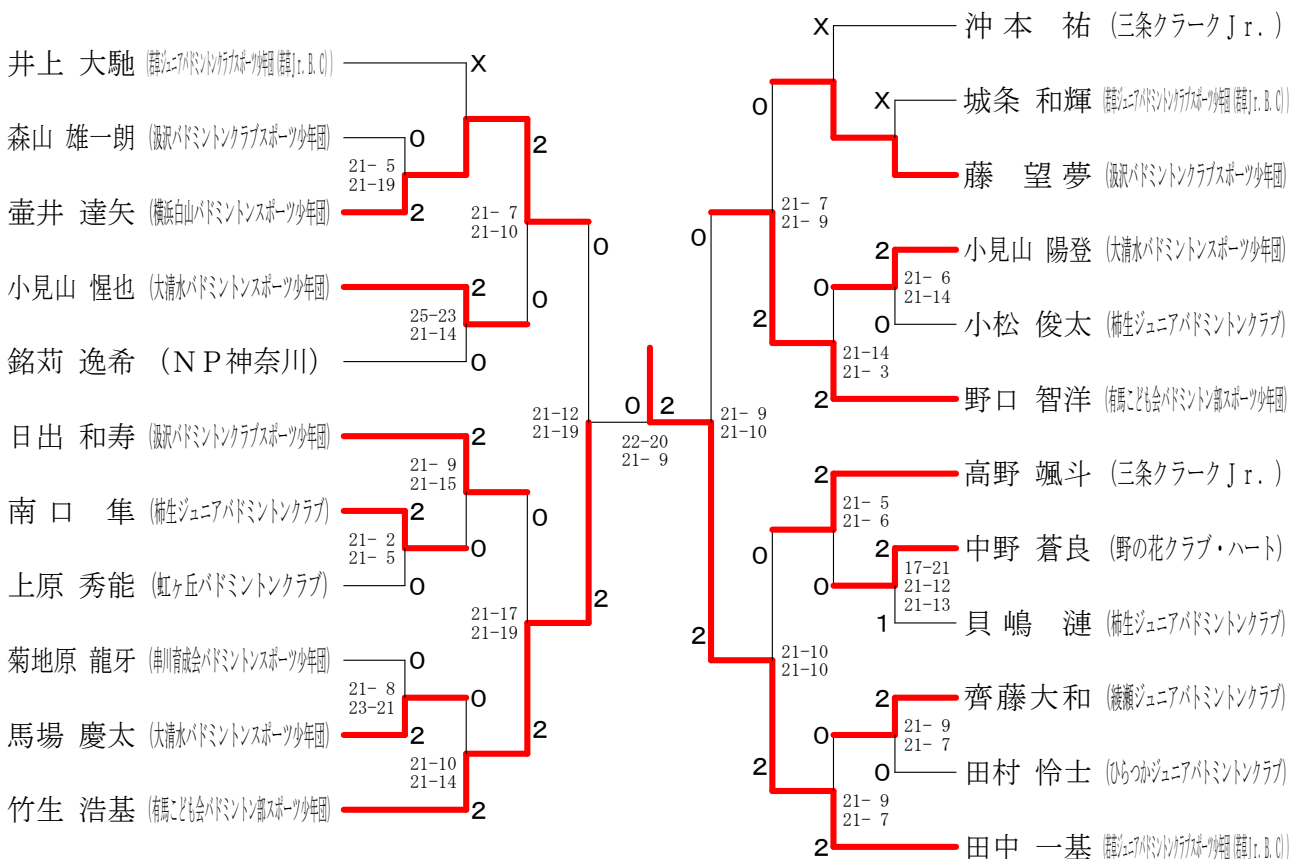 井上 大馳 (若草ジュニアバドミントンクラブスポーツ少年団(若草Jr.B.C))
X
森山 雄一朗 (汲沢バドミントンクラブスポーツ少年団)
0
21- 5
21-19
2
壷井 達矢 (横浜白山バドミントンスポーツ少年団)
2
21- 7
21-10
0
小見山 惺也 (大清水バドミントンスポーツ少年団)
2
0
25-23
21-14
銘苅 逸希 (NP神奈川)
0
21-12
21-19
日出 和寿 (汲沢バドミントンクラブスポーツ少年団)
2
21- 9
21-15
0
南口 隼 (柿生ジュニアバドミントンクラブ)
2
21- 2
21- 5
0
上原 秀能 (虹ヶ丘バドミントンクラブ)
0
21-17
21-19
2
菊地原 龍牙 (串川育成会バドミントンスポーツ少年団)
0
21- 8
23-21
0
馬場 慶太 (大清水バドミントンスポーツ少年団)
2
2
21-10
21-14
竹生 浩基 (有馬こども会バドミントン部スポーツ少年団)
2
0 2
22-20
21- 9
X
沖本 祐 (三条クラークJr.)
0
X
城条 和輝 (若草ジュニアバドミントンクラブスポーツ少年団(若草Jr.B.C))
藤 望夢 (汲沢バドミントンクラブスポーツ少年団)
21- 7
21- 9
0
2
小見山 陽登 (大清水バドミントンスポーツ少年団)
0
21- 6
21-14
2
0
小松 俊太 (柿生ジュニアバドミントンクラブ)
21-14
21- 3
2
野口 智洋 (有馬こども会バドミントン部スポーツ少年団)
21- 9
21-10
2
高野 颯斗 (三条クラークJr.)
21- 5
21- 6
0
2
中野 蒼良 (野の花クラブ・ハート)
0
17-21
21-12
21-13
1
貝嶋 漣 (柿生ジュニアバドミントンクラブ)
2
21-10
21-10
2
齊藤大和 (綾瀬ジュニアバトミントンクラブ)
0
21- 9
21- 7
2
0
田村 怜士 (ひらつかジュニアバトミントンクラブ)
21- 9
21- 7
2
田中 一基 (若草ジュニアバドミントンクラブスポーツ少年団(若草Jr.B.C))